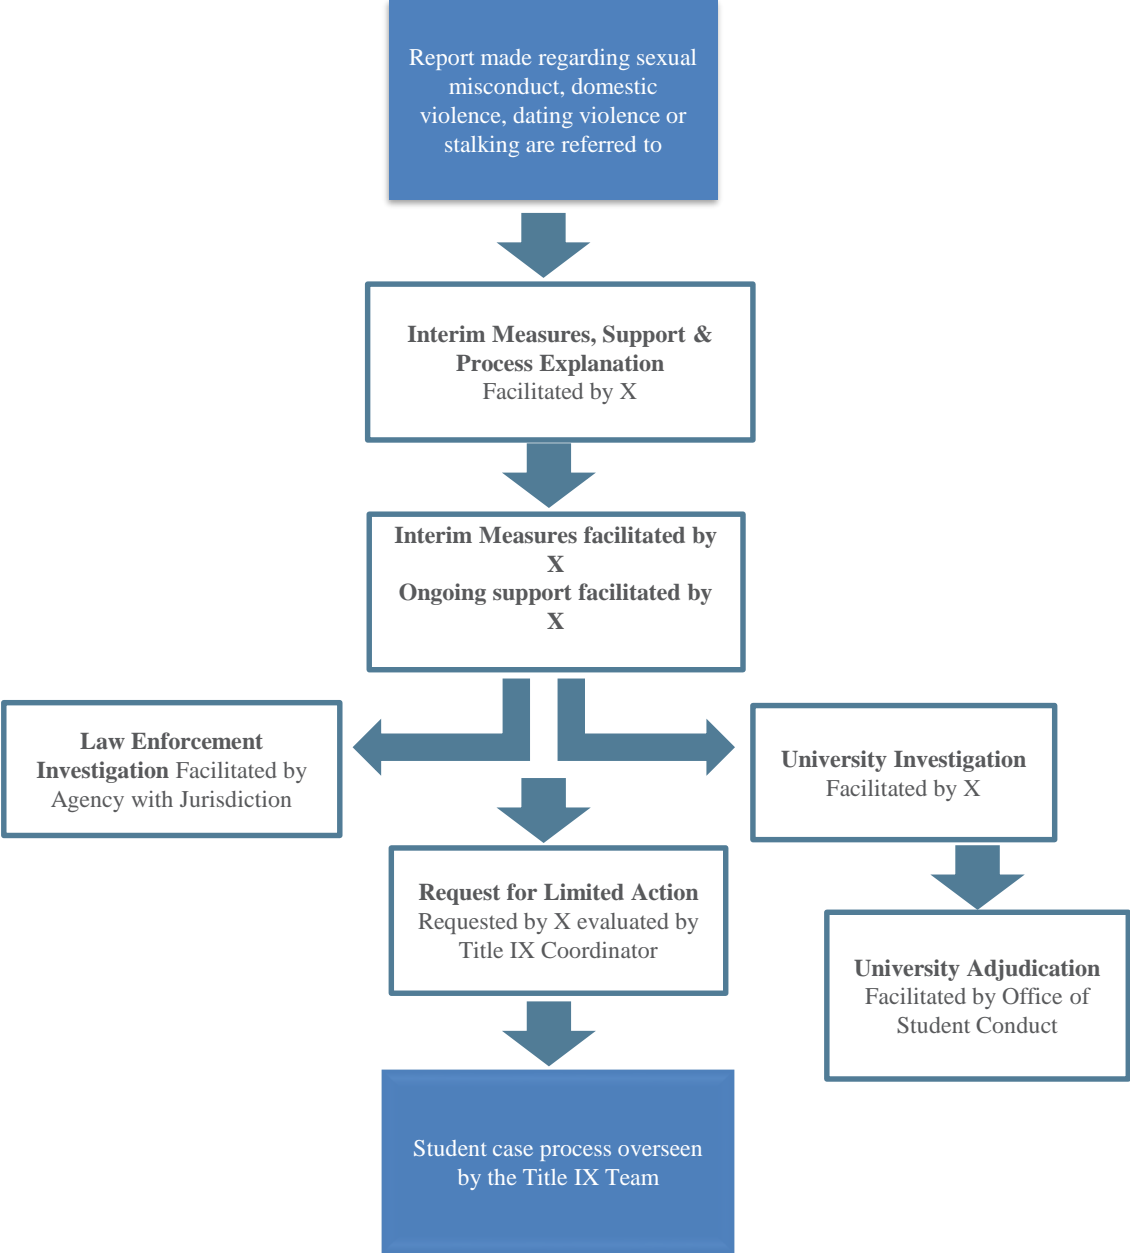 Report made regarding sexual
misconduct, domestic
violence, dating violence or
stalking are referred to
Interim Measures, Support &
Process Explanation
Facilitated by X
Interim Measures facilitated by
X
Ongoing support facilitated by
X
Law Enforcement
Investigation Facilitated by
Agency with Jurisdiction
University Investigation
Facilitated by X
Request for Limited Action
Requested by X evaluated by
Title IX Coordinator
University Adjudication
Facilitated by Office of
Student Conduct
Student case process overseen
by the Title IX Team